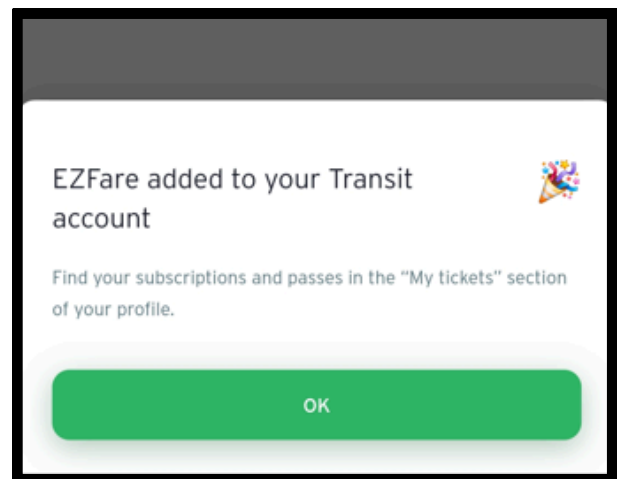 EZFare added to your Transit
account
Find your subscriptions and passes in the “My tickets” section
of your profile.
OK